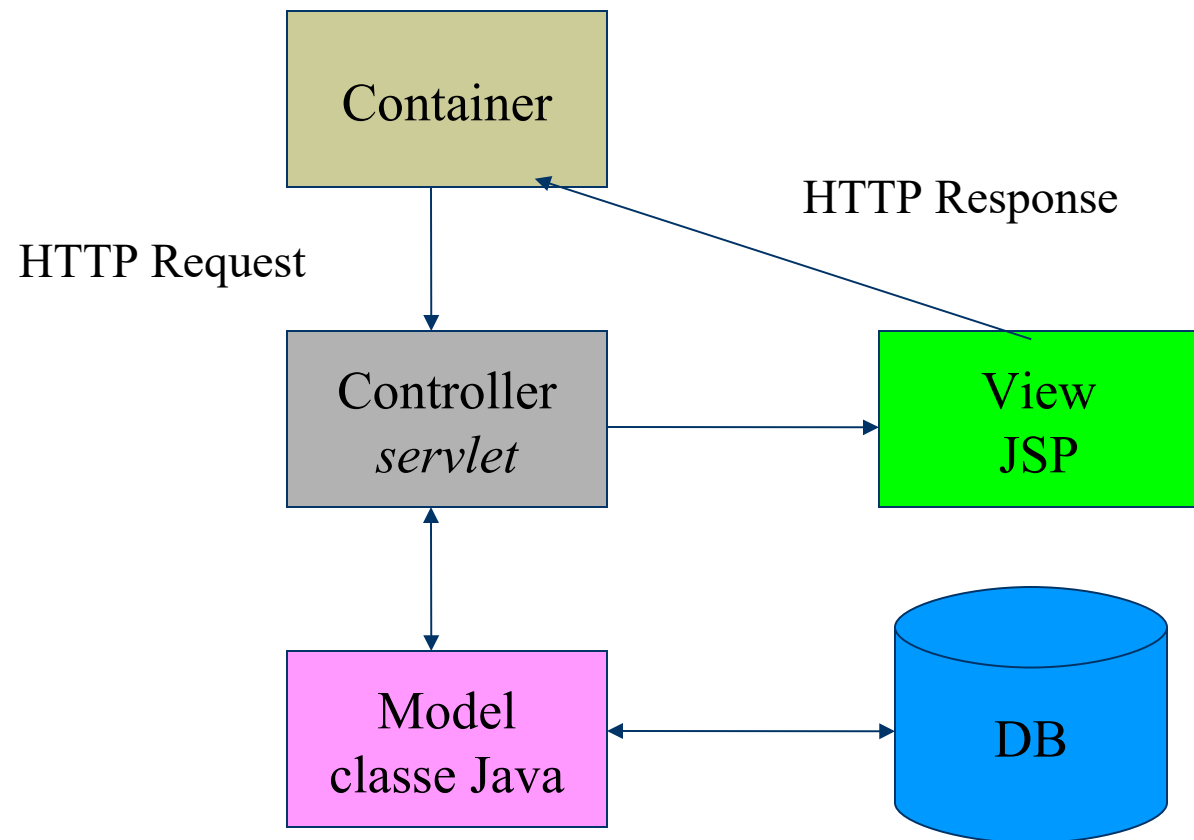 Container
HTTP Response
HTTP Request
Controller
servlet
View
JSP
Model
classe Java
DB